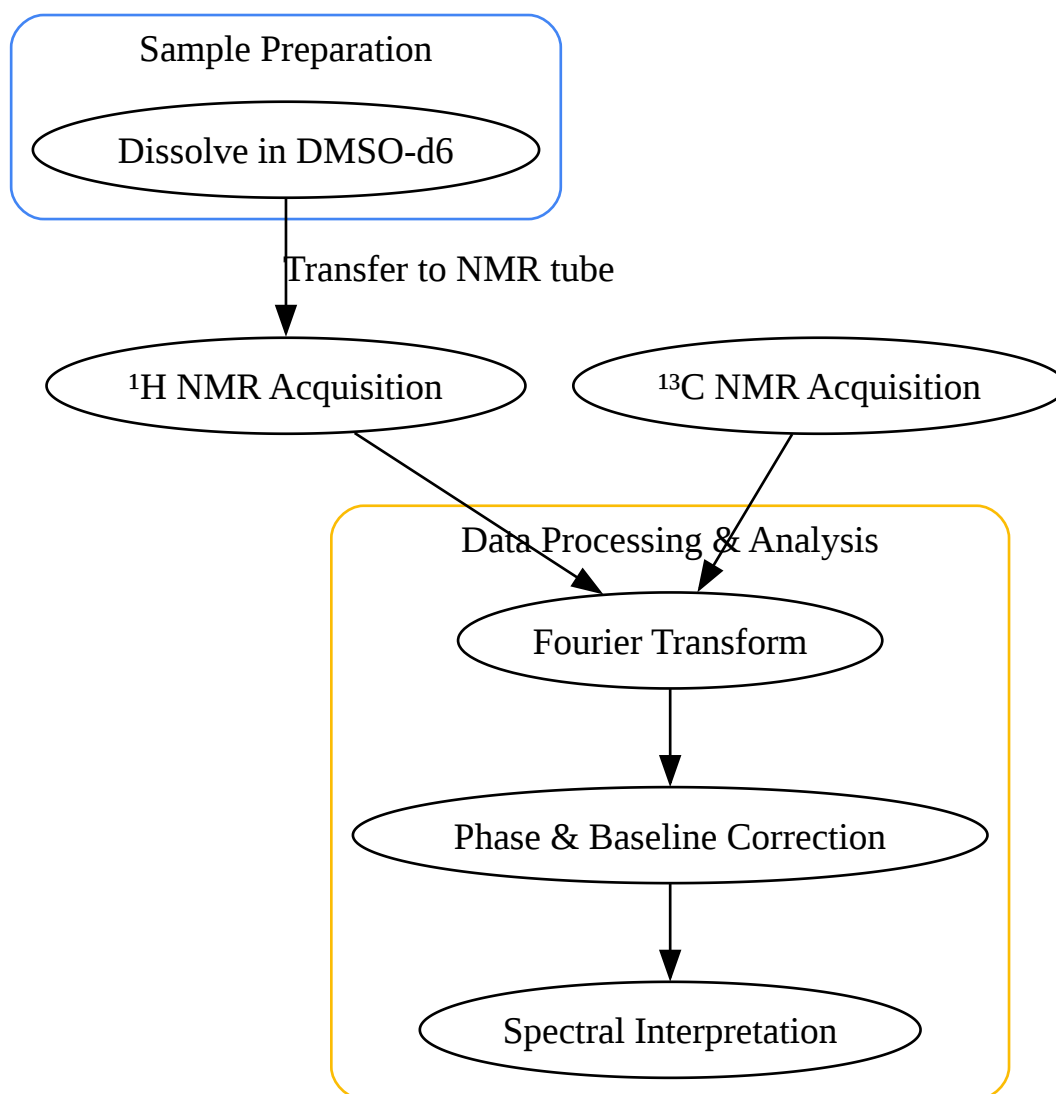 Sample Preparation
Dissolve in DMSO-d6
Transfer to NMR tube
¹H NMR Acquisition
¹³C NMR Acquisition
Data Processing & Analysis
Fourier Transform
Phase & Baseline Correction
Spectral Interpretation